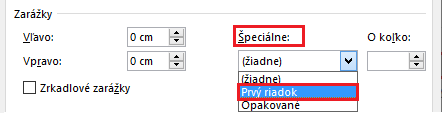 Zarážky
Vľavo: 0 cm Špeciálne: O koľko:
Vpravo: 0 cm (žiadne)
Zrkadlové zarážky (žiadne)
Prvý riadok
Opakované